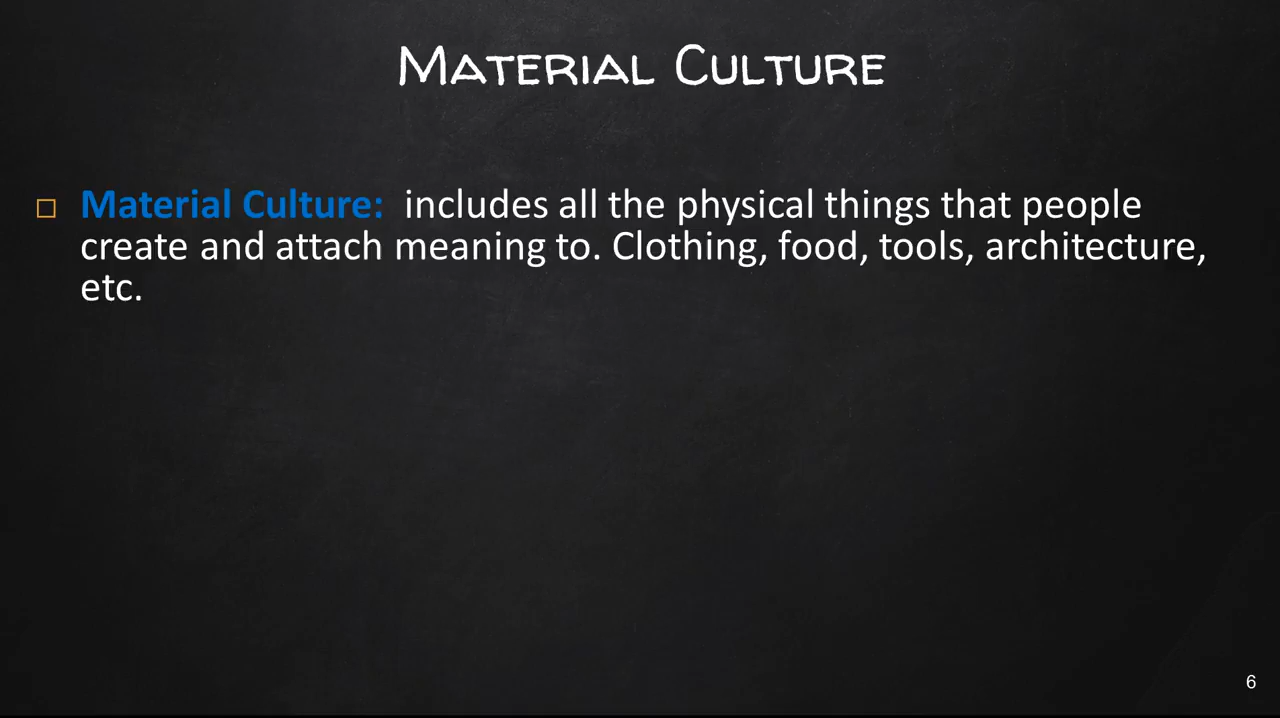 Material Culture
Material Culture: includes all the physical things that people
create and attach meaning to. Clothing, food, tools, architecture,
etc.
6